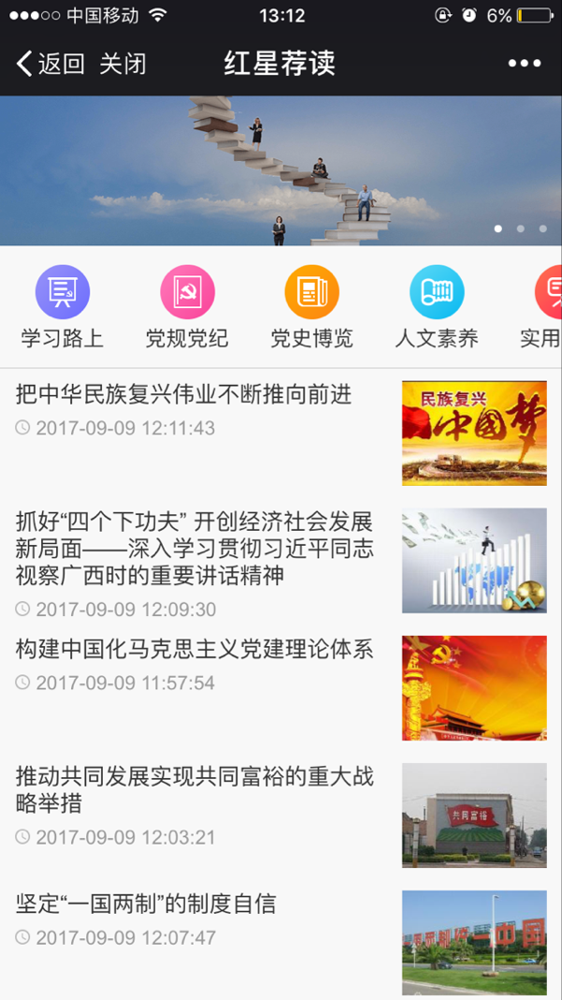 中国移动 13:12 6%
返回 关闭 红星荐读
学习路上 党规党纪 党史博览 人文素养 实用
把中华民族复兴伟业不断推向前进
2017-09-09 12:11:43
民族复兴
中国梦
抓好“四个下功夫” 开创经济社会发展
新局面——深入学习贯彻习近平同志
视察广西时的重要讲话精神
2017-09-09 12:09:30
构建中国化马克思主义党建理论体系
2017-09-09 11:57:54
推动共同发展实现共同富裕的重大战
略举措
2017-09-09 12:03:21
共同富裕
坚定“一国两制”的制度自信
2017-09-09 12:07:47
中国